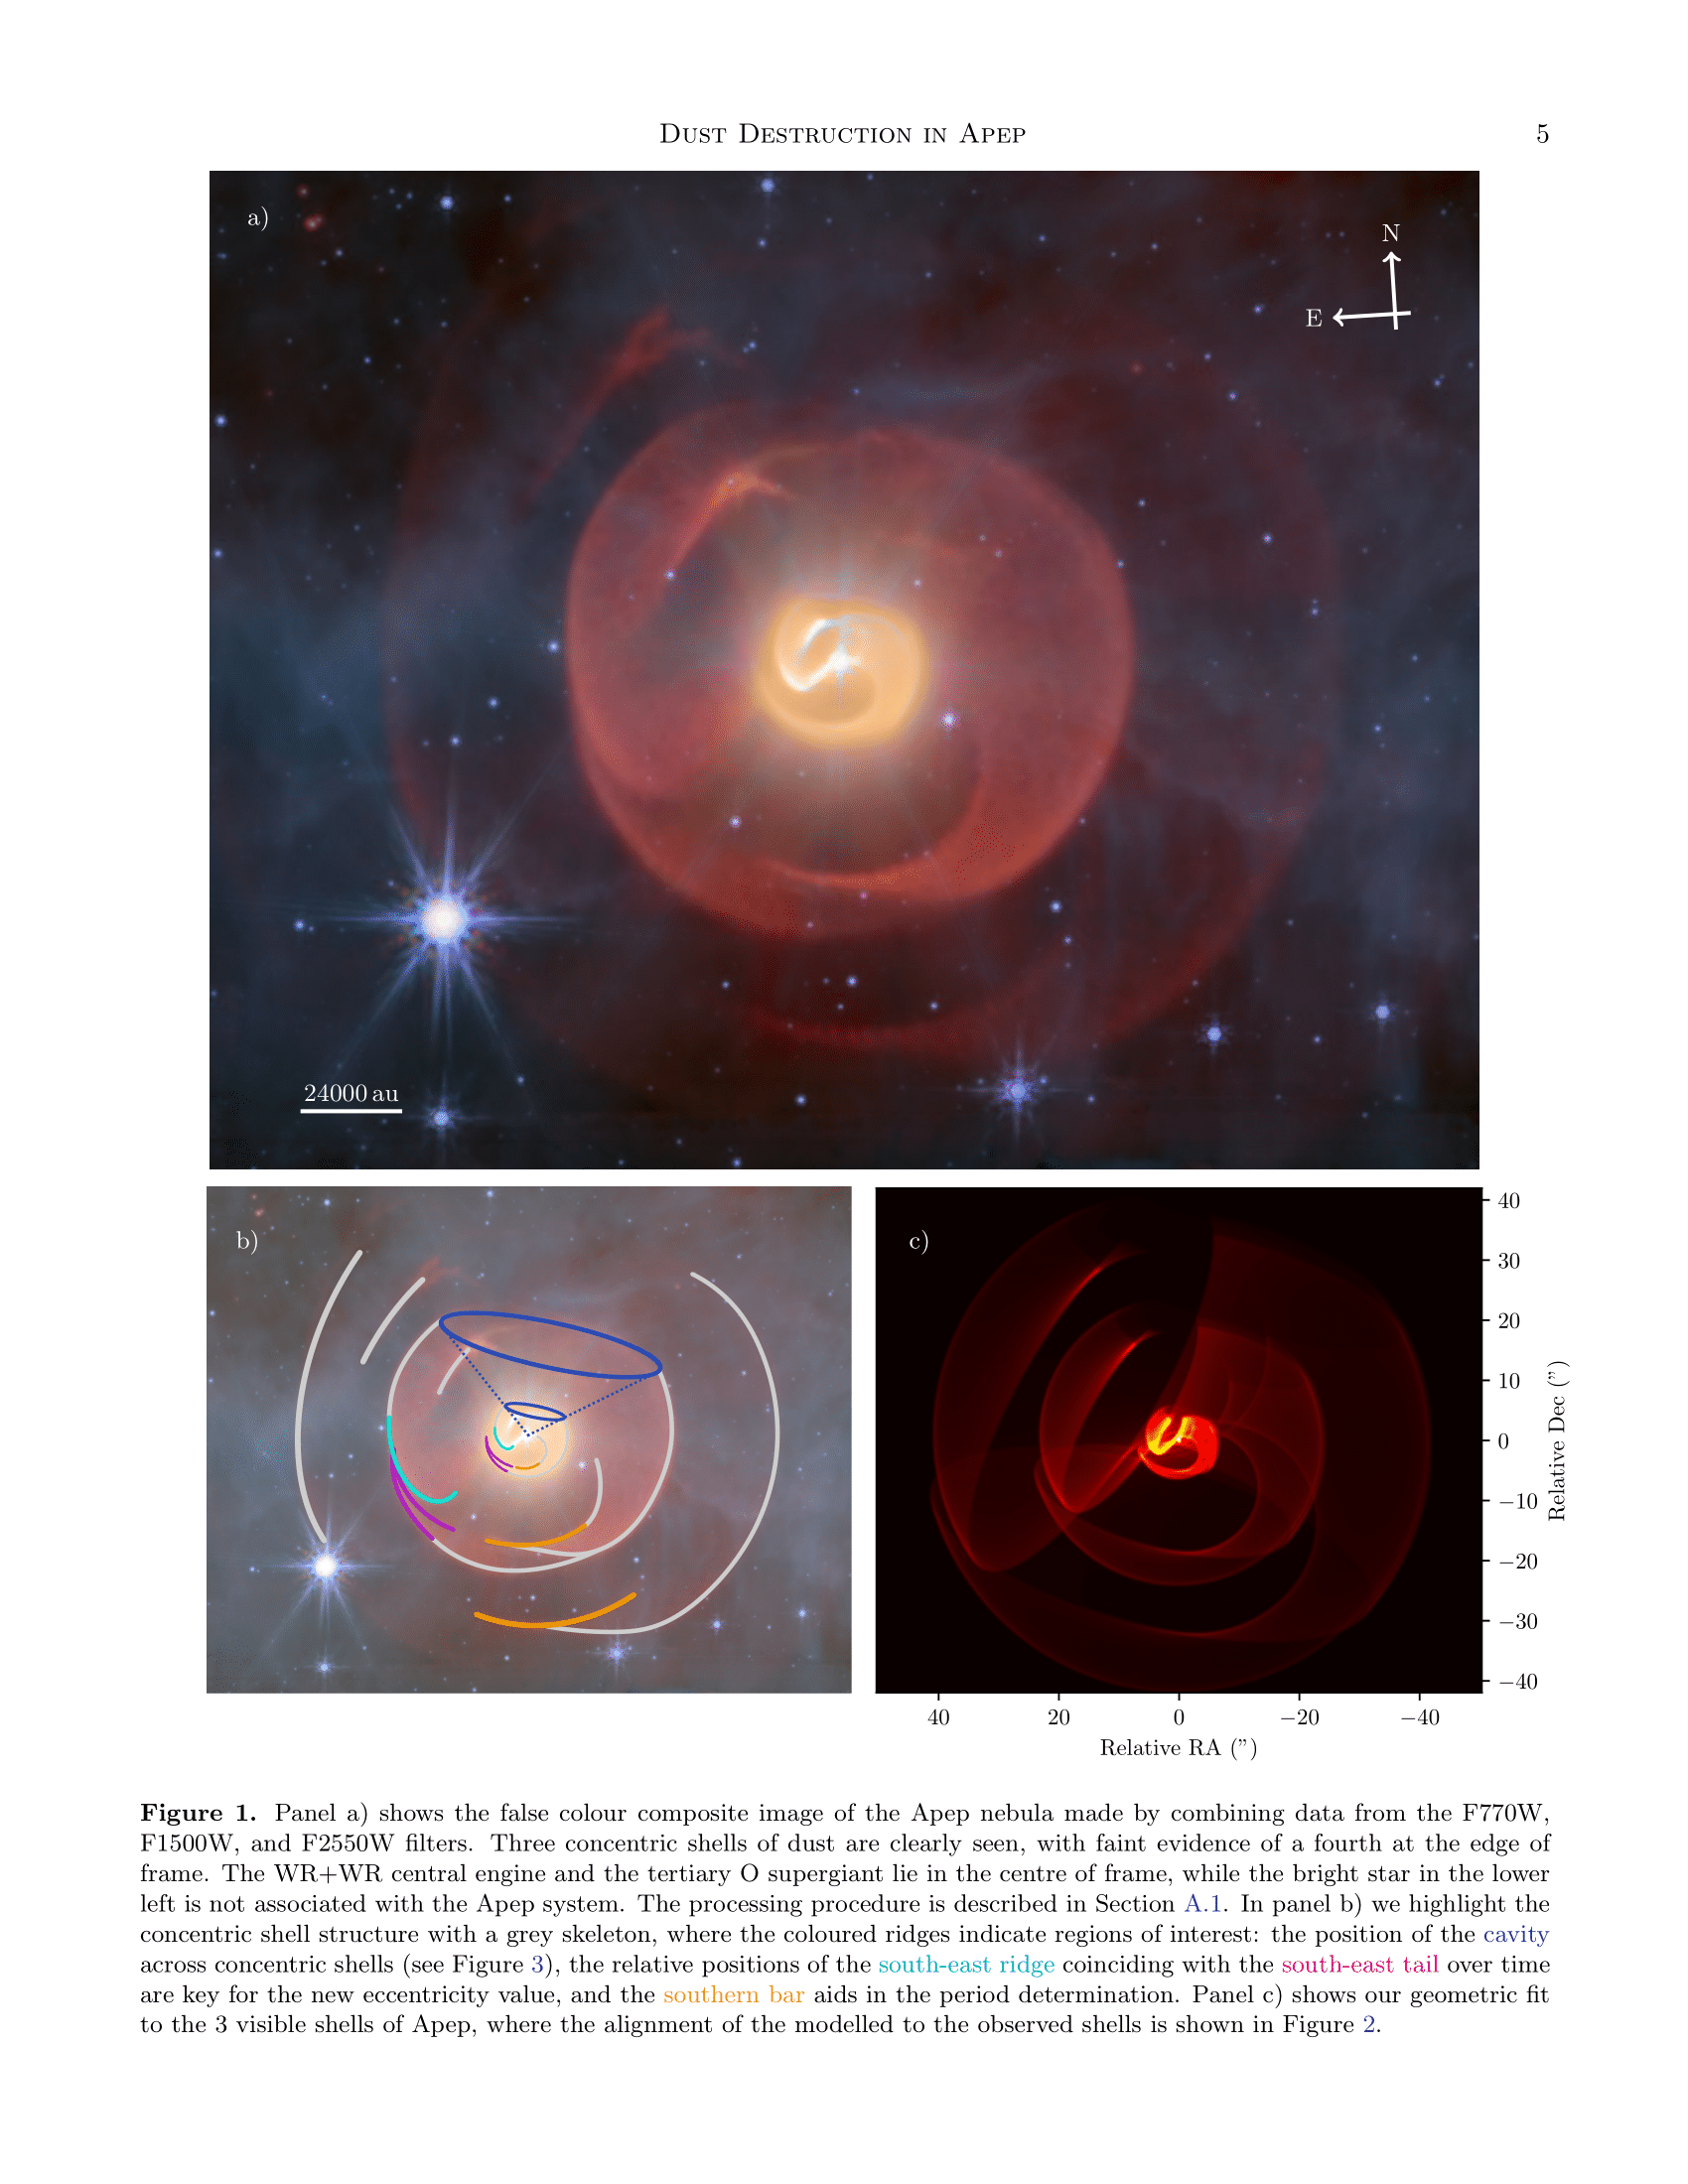 Dust Destruction in Apep 5
a)
N
E
24000 au
b)
c)
40
30
20
10
0
−10
−20
−30
−40
Relative Dec (”)
40 20 0 −20 −40
Relative RA (”)
Figure 1. Panel a) shows the false colour composite image of the Apep nebula made by combining data from the F770W,
F1500W, and F2550W filters. Three concentric shells of dust are clearly seen, with faint evidence of a fourth at the edge of
frame. The WR+WR central engine and the tertiary O supergiant lie in the centre of frame, while the bright star in the lower
left is not associated with the Apep system. The processing procedure is described in Section A.1. In panel b) we highlight the
concentric shell structure with a grey skeleton, where the coloured ridges indicate regions of interest: the position of the cavity
across concentric shells (see Figure 3), the relative positions of the south-east ridge coinciding with the south-east tail over time
are key for the new eccentricity value, and the southern bar aids in the period determination. Panel c) shows our geometric fit
to the 3 visible shells of Apep, where the alignment of the modelled to the observed shells is shown in Figure 2.